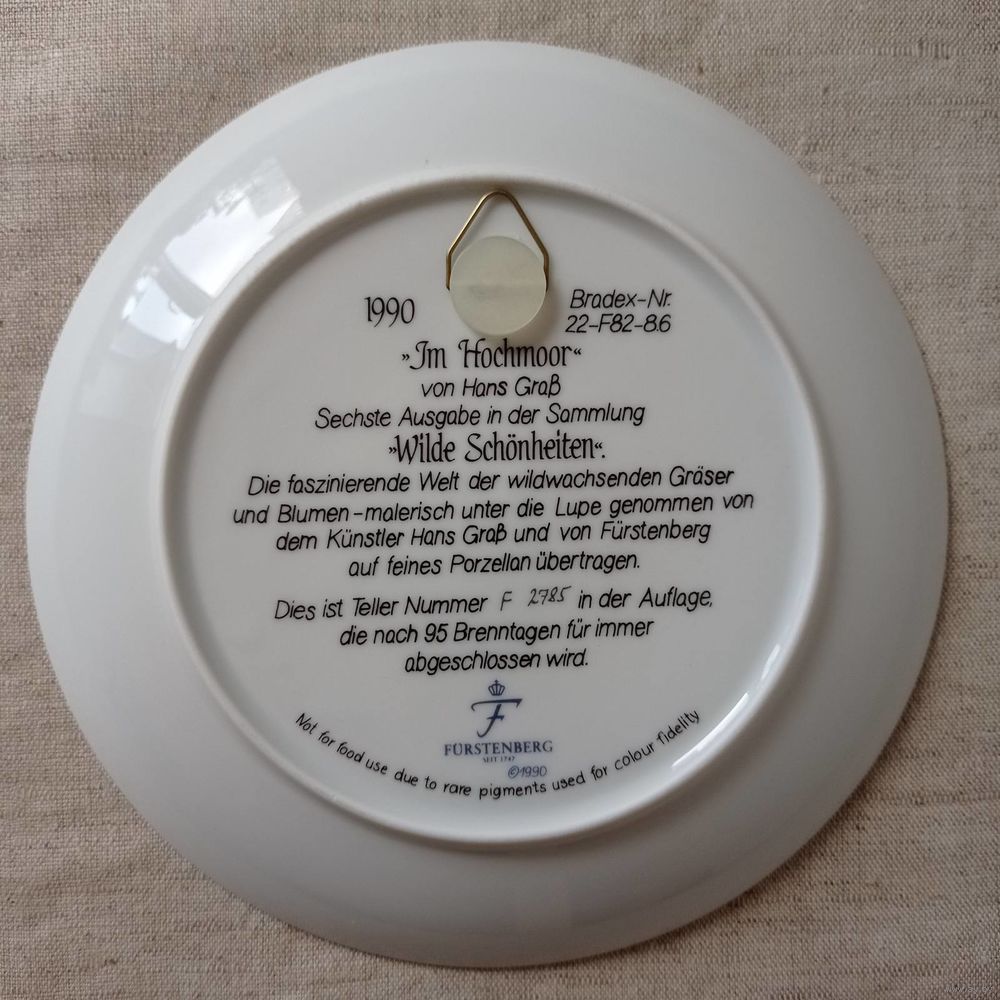 1990
Bradex-Nr.
22-F82-86
»Im Hochmoor«
von Hans Graß
Sechste Ausgabe in der Sammlung
»Wilde Schönheiten«.
Die faszinierende Welt der wildwachsenden Gräser
und Blumen-malerisch unter die Lupe genommen von
dem Künstler Hans Graß und von Fürstenberg
auf feines Porzellan übertragen.
Dies ist Teller Nummer F 2785 in der Auflage,
die nach 95 Brenntagen für immer
abgeschlossen wird.
F
FÜRSTENBERG
SEIT 1747
©1990
Not for food use due to rare pigments used for colour fidelity